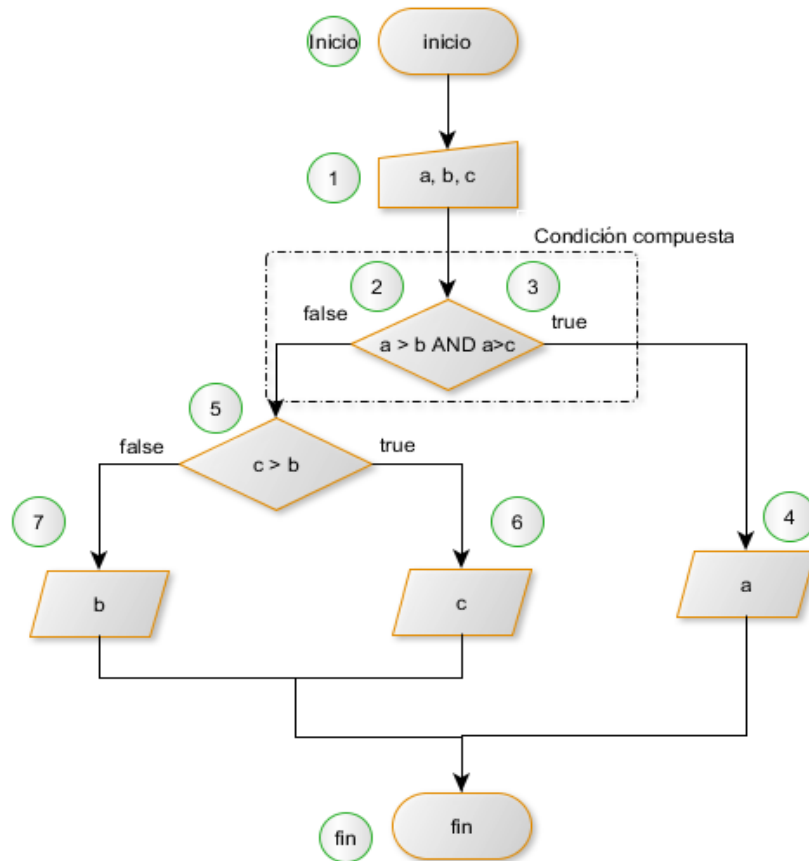 Inicio
inicio
1
a, b, c
Condición compuesta
2
3
false
true
a > b AND a>c
5
false
true
c > b
7
6
4
b
c
a
fin
fin